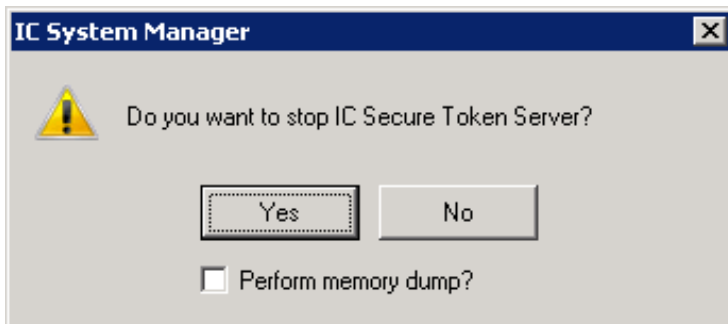 IC System Manager
Do you want to stop IC Secure Token Server?
Yes No
Perform memory dump?